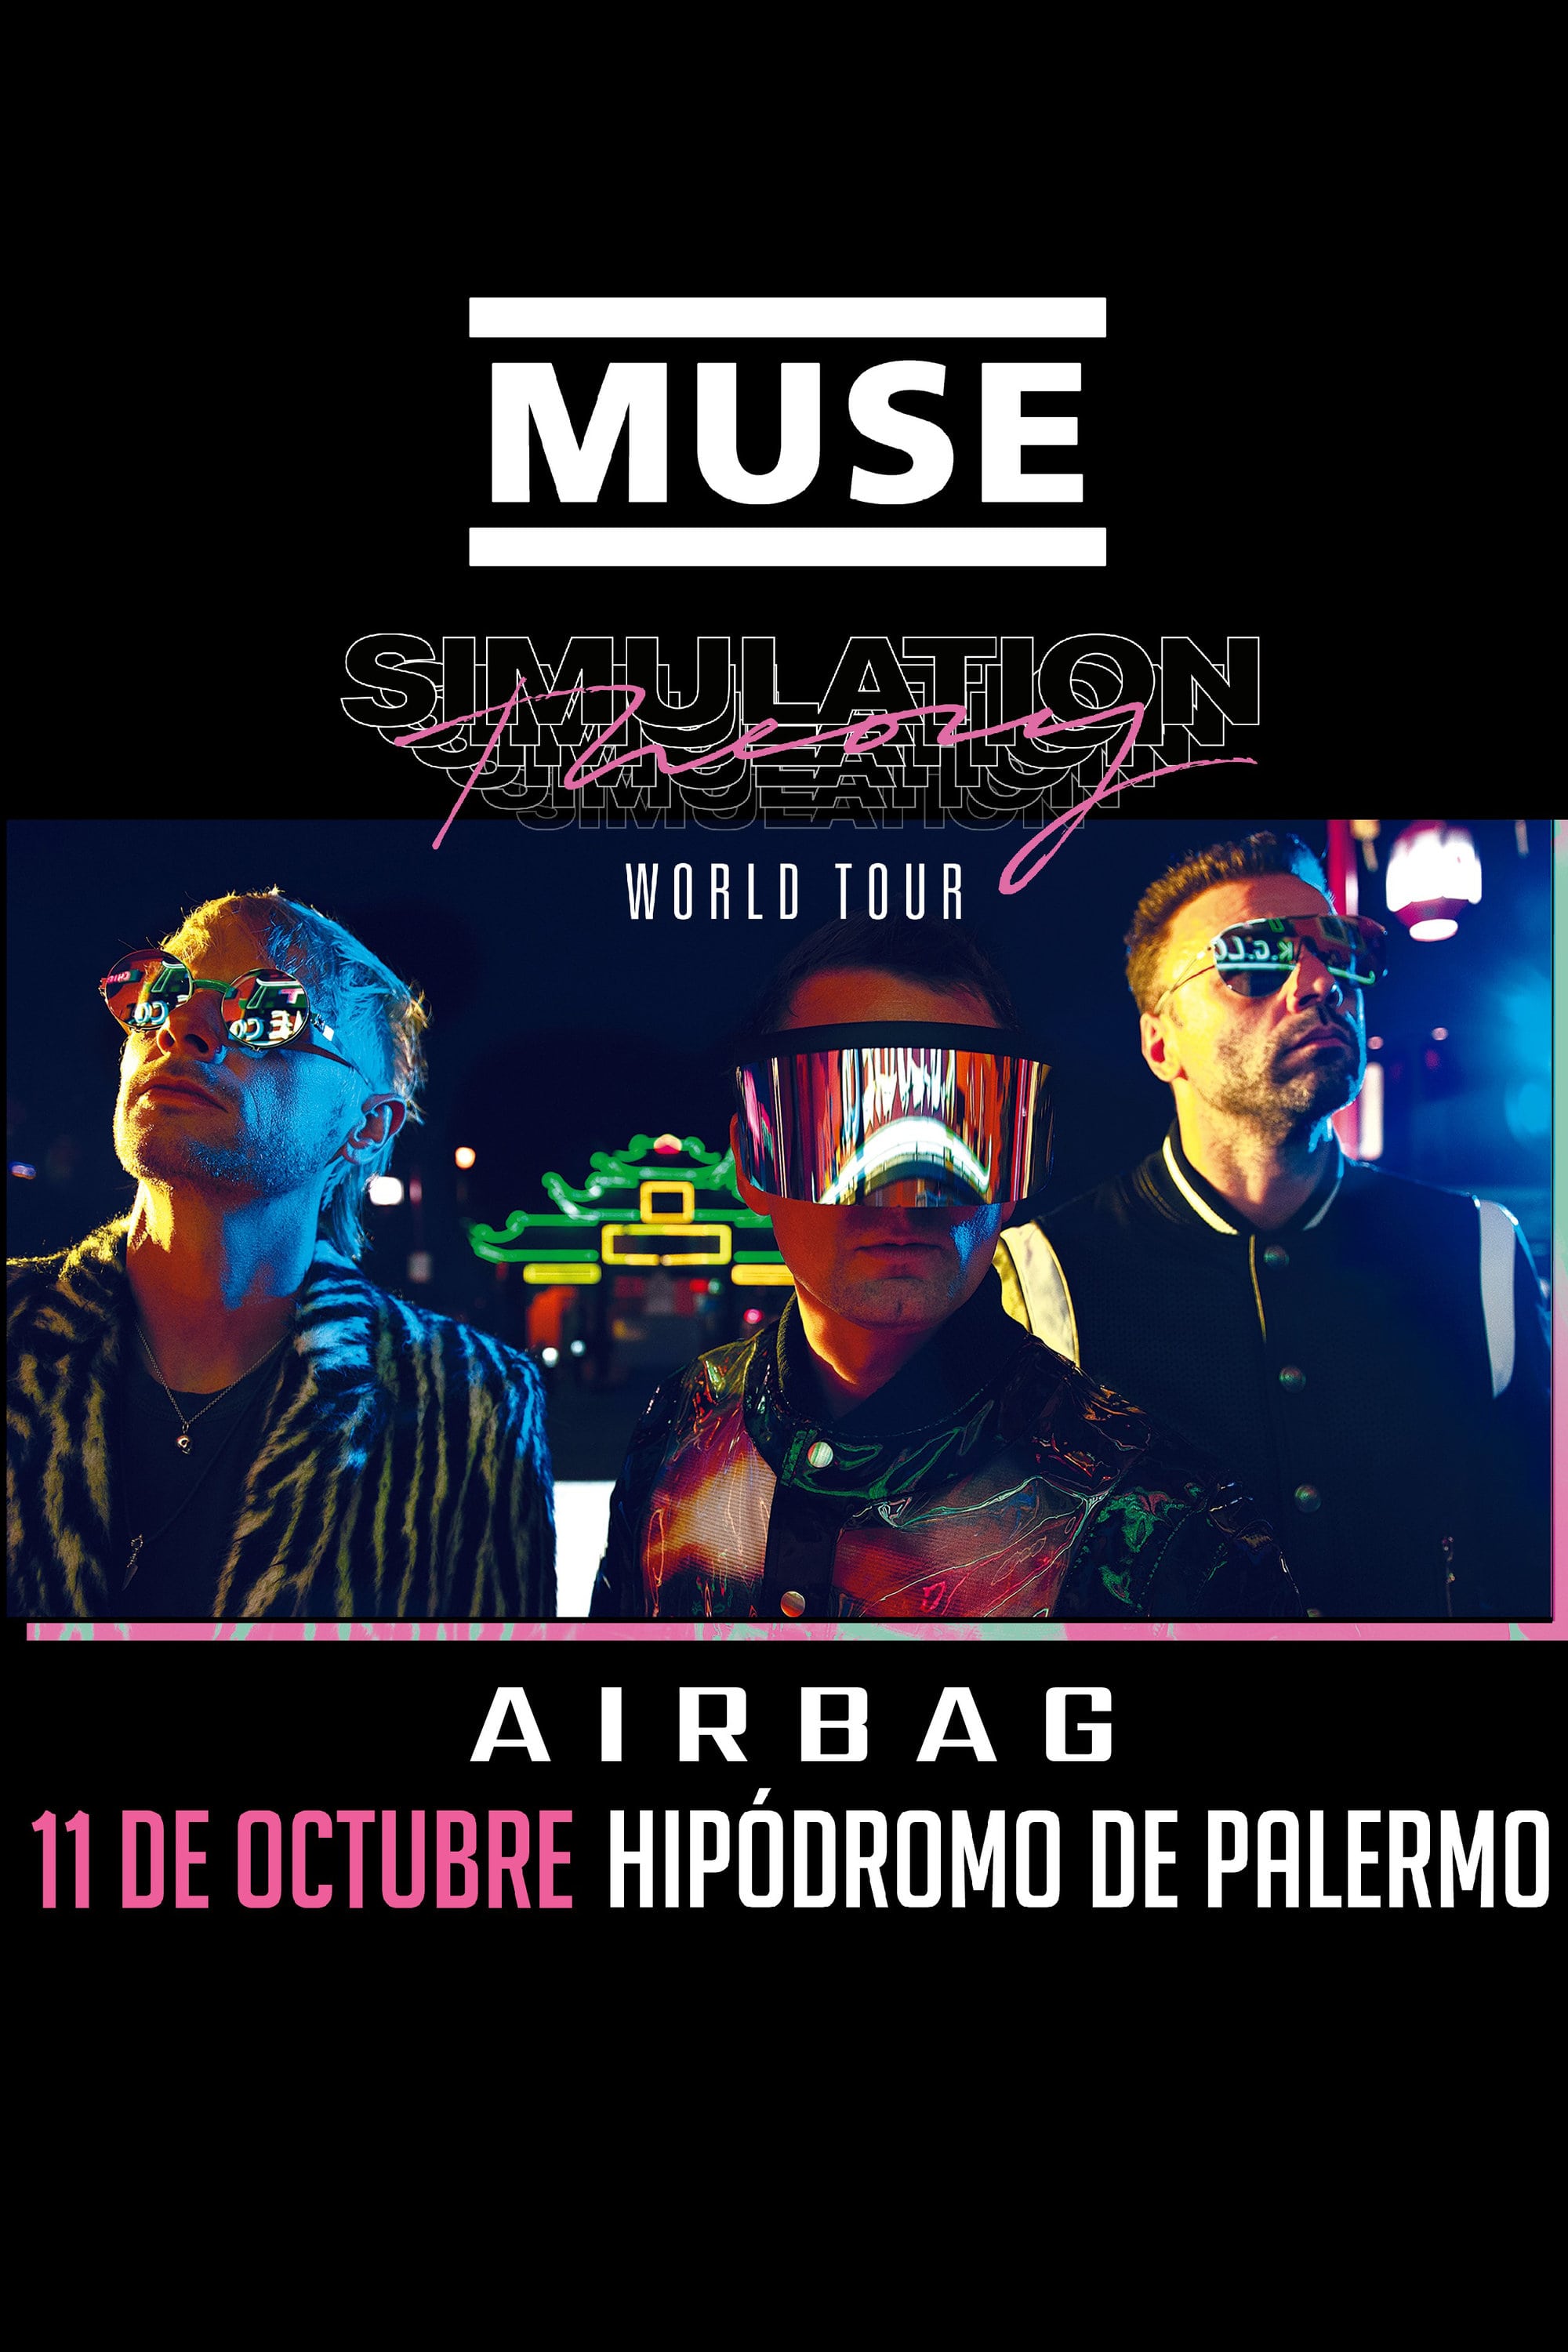 MUSE
SIMULATION
Theory
WORLD TOUR
AIRBAG
11 DE OCTUBRE HIPÓDROMO DE PALERMO